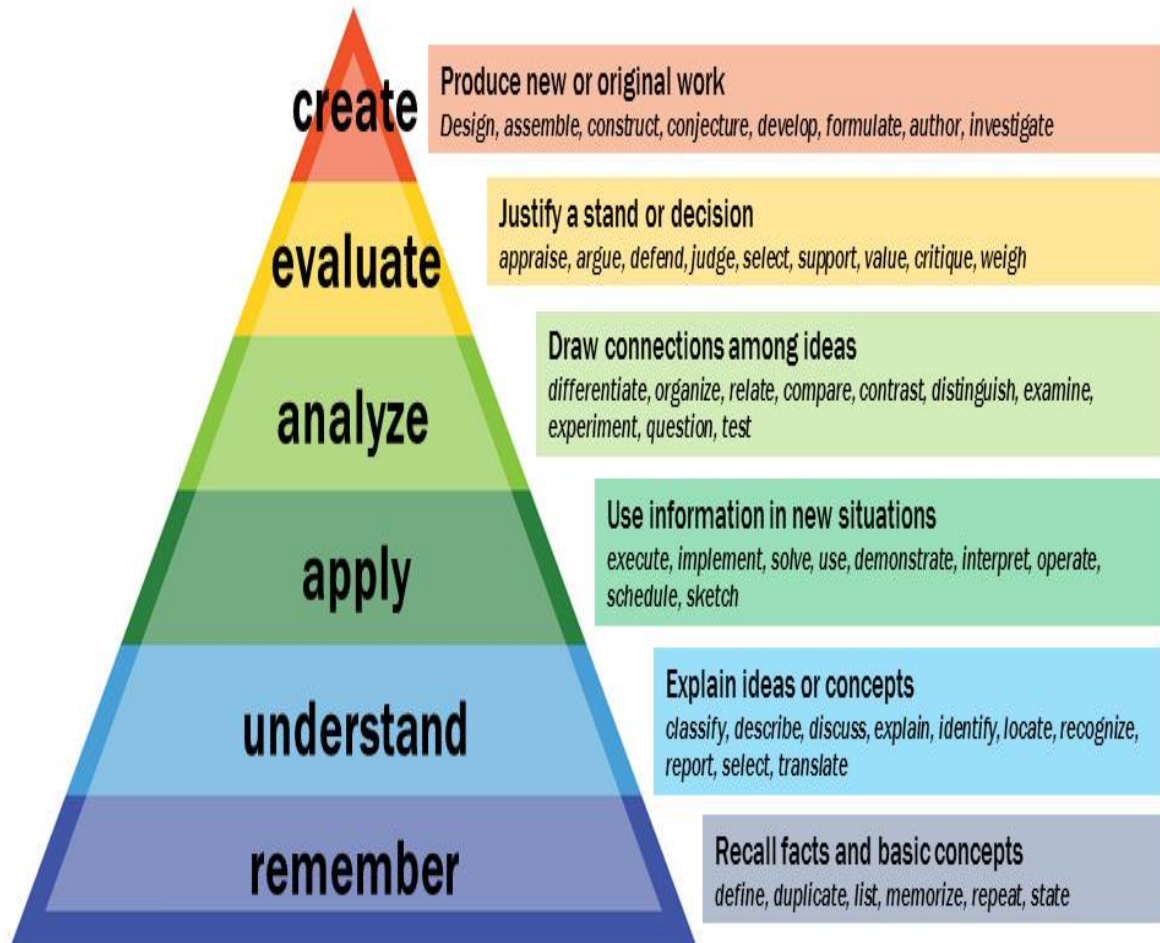 create
Produce new or original work
Design, assemble, construct, conjecture, develop, formulate, author, investigate
evaluate
Justify a stand or decision
appraise, argue, defend, judge, select, support, value, critique, weigh
analyze
Draw connections among ideas
differentiate, organize, relate, compare, contrast, distinguish, examine,
experiment, question, test
apply
Use information in new situations
execute, implement, solve, use, demonstrate, interpret, operate,
schedule, sketch
understand
Explain ideas or concepts
classify, describe, discuss, explain, identify, locate, recognize,
report, select, translate
remember
Recall facts and basic concepts
define, duplicate, list, memorize, repeat, state